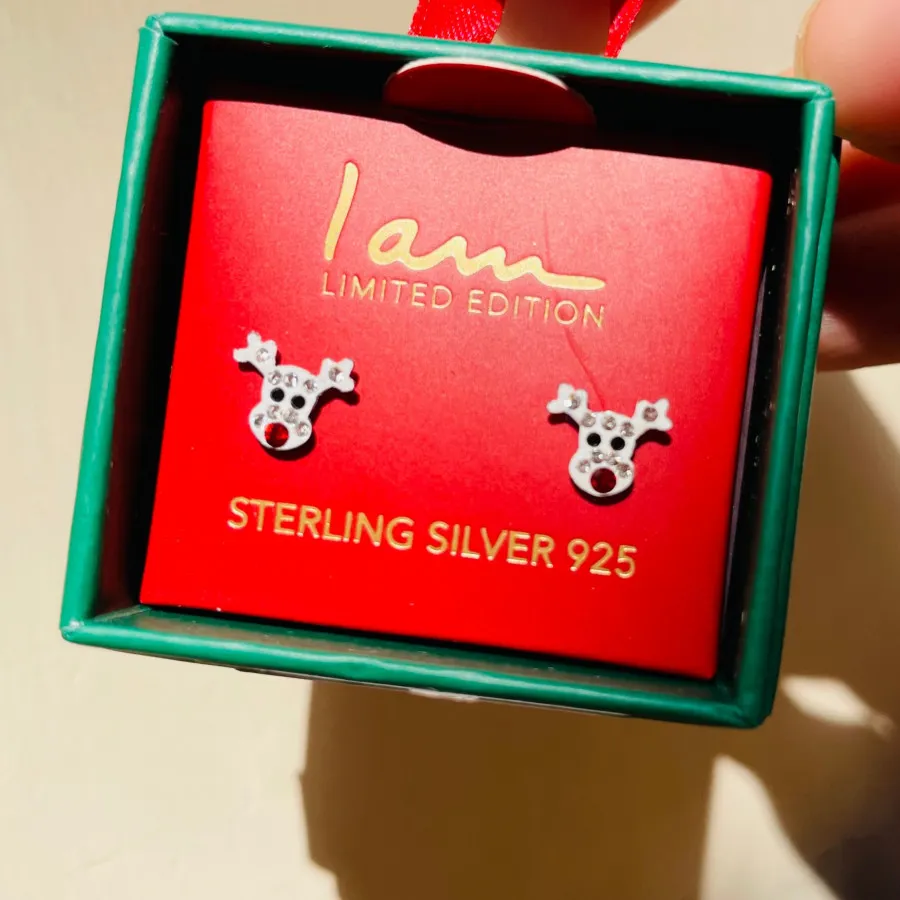 I am
LIMITED EDITION
STERLING SILVER 925